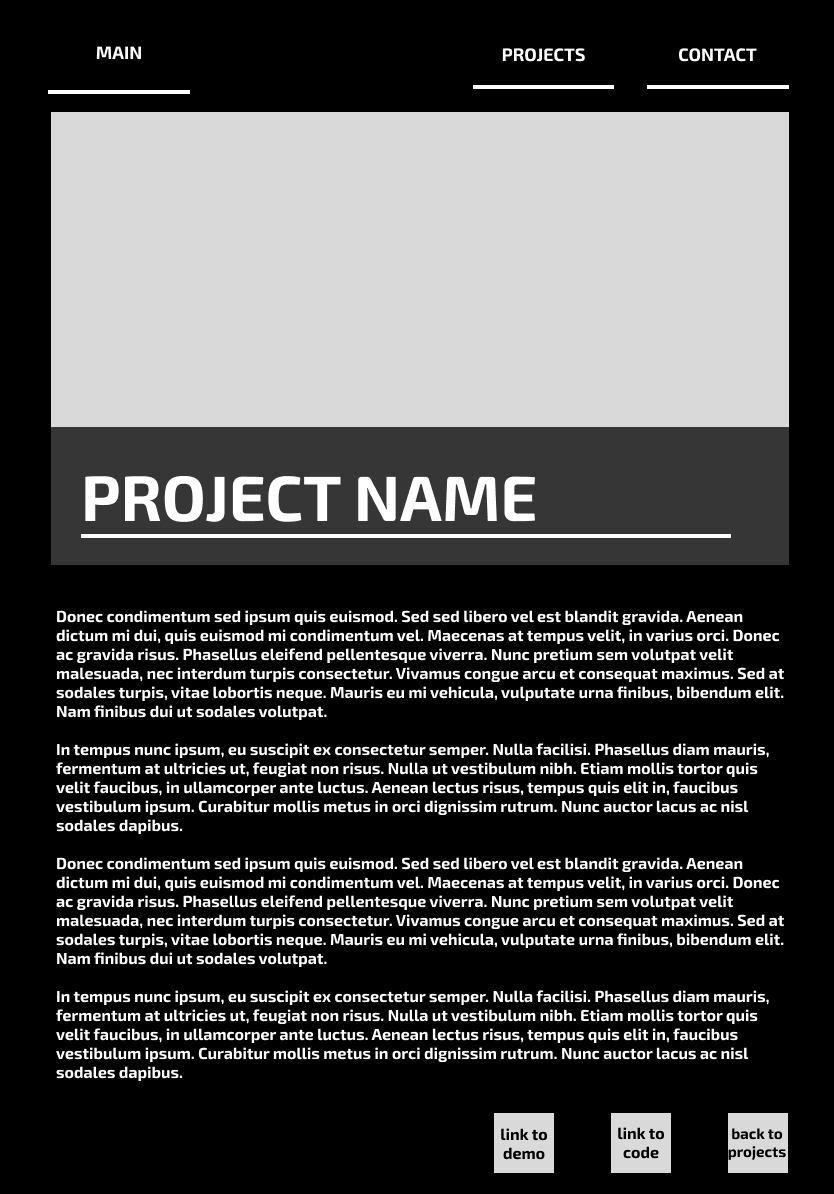 MAIN
PROJECTS
CONTACT
PROJECT NAME
Donec condimentum sed ipsum quis euismod. Sed sed libero vel est blandit gravida. Aenean
dictum mi dui, quis euismod mi condimentum vel. Maecenas at tempus velit, in varius orci. Donec
ac gravida risus. Phasellus eleifend pellentesque viverra. Nunc pretium sem volutpat velit
malesuada, nec interdum turpis consectetur. Vivamus congue arcu et consequat maximus. Sed at
sodales turpis, vitae lobortis neque. Mauris eu mi vehicula, vulputate urna finibus, bibendum elit.
Nam finibus dui ut sodales volutpat.
In tempus nunc ipsum, eu suscipit ex consectetur semper. Nulla facilisi. Phasellus diam mauris,
fermentum at ultricies ut, feugiat non risus. Nulla ut vestibulum nibh. Etiam mollis tortor quis
velit faucibus, in ullamcorper ante luctus. Aenean lectus risus, tempus quis elit in, faucibus
vestibulum ipsum. Curabitur mollis metus in orci dignissim rutrum. Nunc auctor lacus ac nisl
sodales dapibus.
Donec condimentum sed ipsum quis euismod. Sed sed libero vel est blandit gravida. Aenean
dictum mi dui, quis euismod mi condimentum vel. Maecenas at tempus velit, in varius orci. Donec
ac gravida risus. Phasellus eleifend pellentesque viverra. Nunc pretium sem volutpat velit
malesuada, nec interdum turpis consectetur. Vivamus congue arcu et consequat maximus. Sed at
sodales turpis, vitae lobortis neque. Mauris eu mi vehicula, vulputate urna finibus, bibendum elit.
Nam finibus dui ut sodales volutpat.
In tempus nunc ipsum, eu suscipit ex consectetur semper. Nulla facilisi. Phasellus diam mauris,
fermentum at ultricies ut, feugiat non risus. Nulla ut vestibulum nibh. Etiam mollis tortor quis
velit faucibus, in ullamcorper ante luctus. Aenean lectus risus, tempus quis elit in, faucibus
vestibulum ipsum. Curabitur mollis metus in orci dignissim rutrum. Nunc auctor lacus ac nisl
sodales dapibus.
link to
demo
link to
code
back to
projects